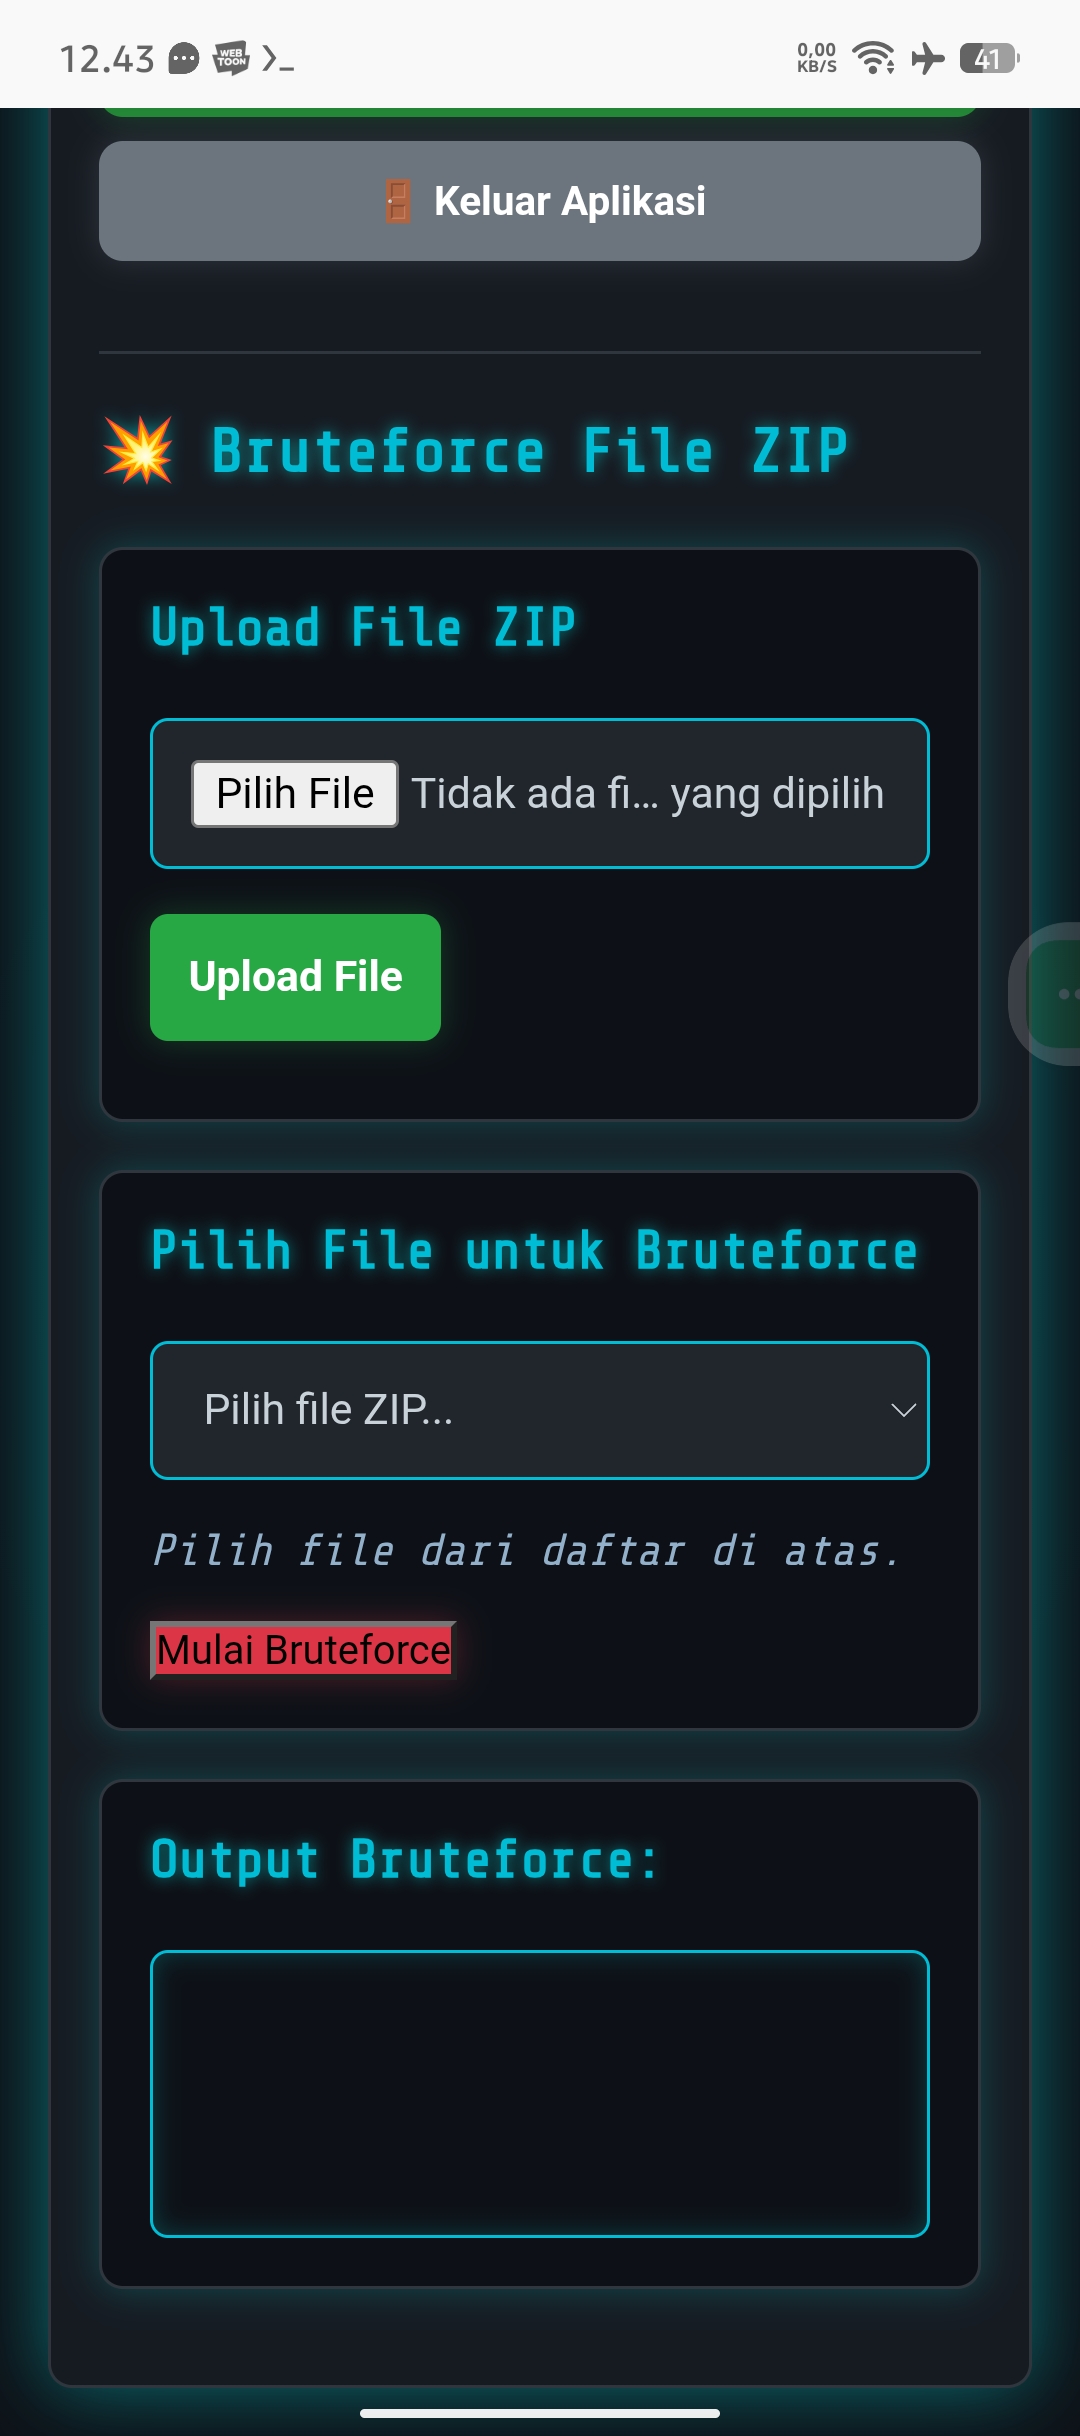 12.43
WEB
TOON
0,00
KB/S
41
Keluar Aplikasi
Bruteforce File ZIP
Upload File ZIP
Pilih File Tidak ada fi... yang dipilih
Upload File
Pilih File untuk Bruteforce
Pilih file ZIP...
Pilih file dari daftar di atas.
Mulai Bruteforce
Output Bruteforce: